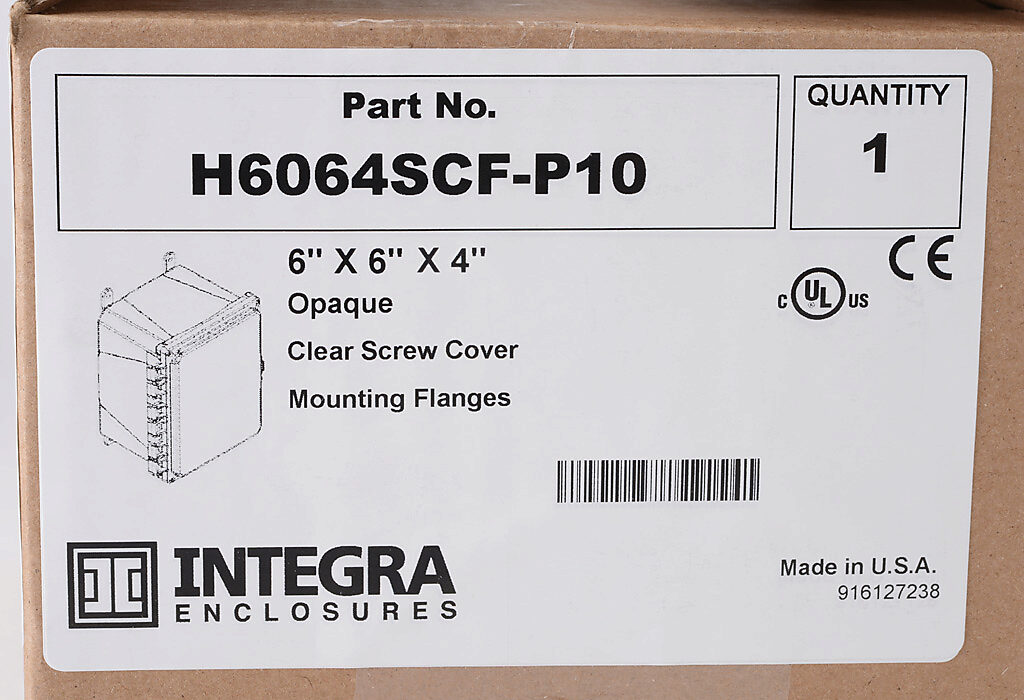 Part No.
H6064SCF-P10
QUANTITY
1
6" X 6" X 4"
Opaque
Clear Screw Cover
Mounting Flanges
CE
C UL US
INTEGRA
ENCLOSURES
Made in U.S.A.
916127238